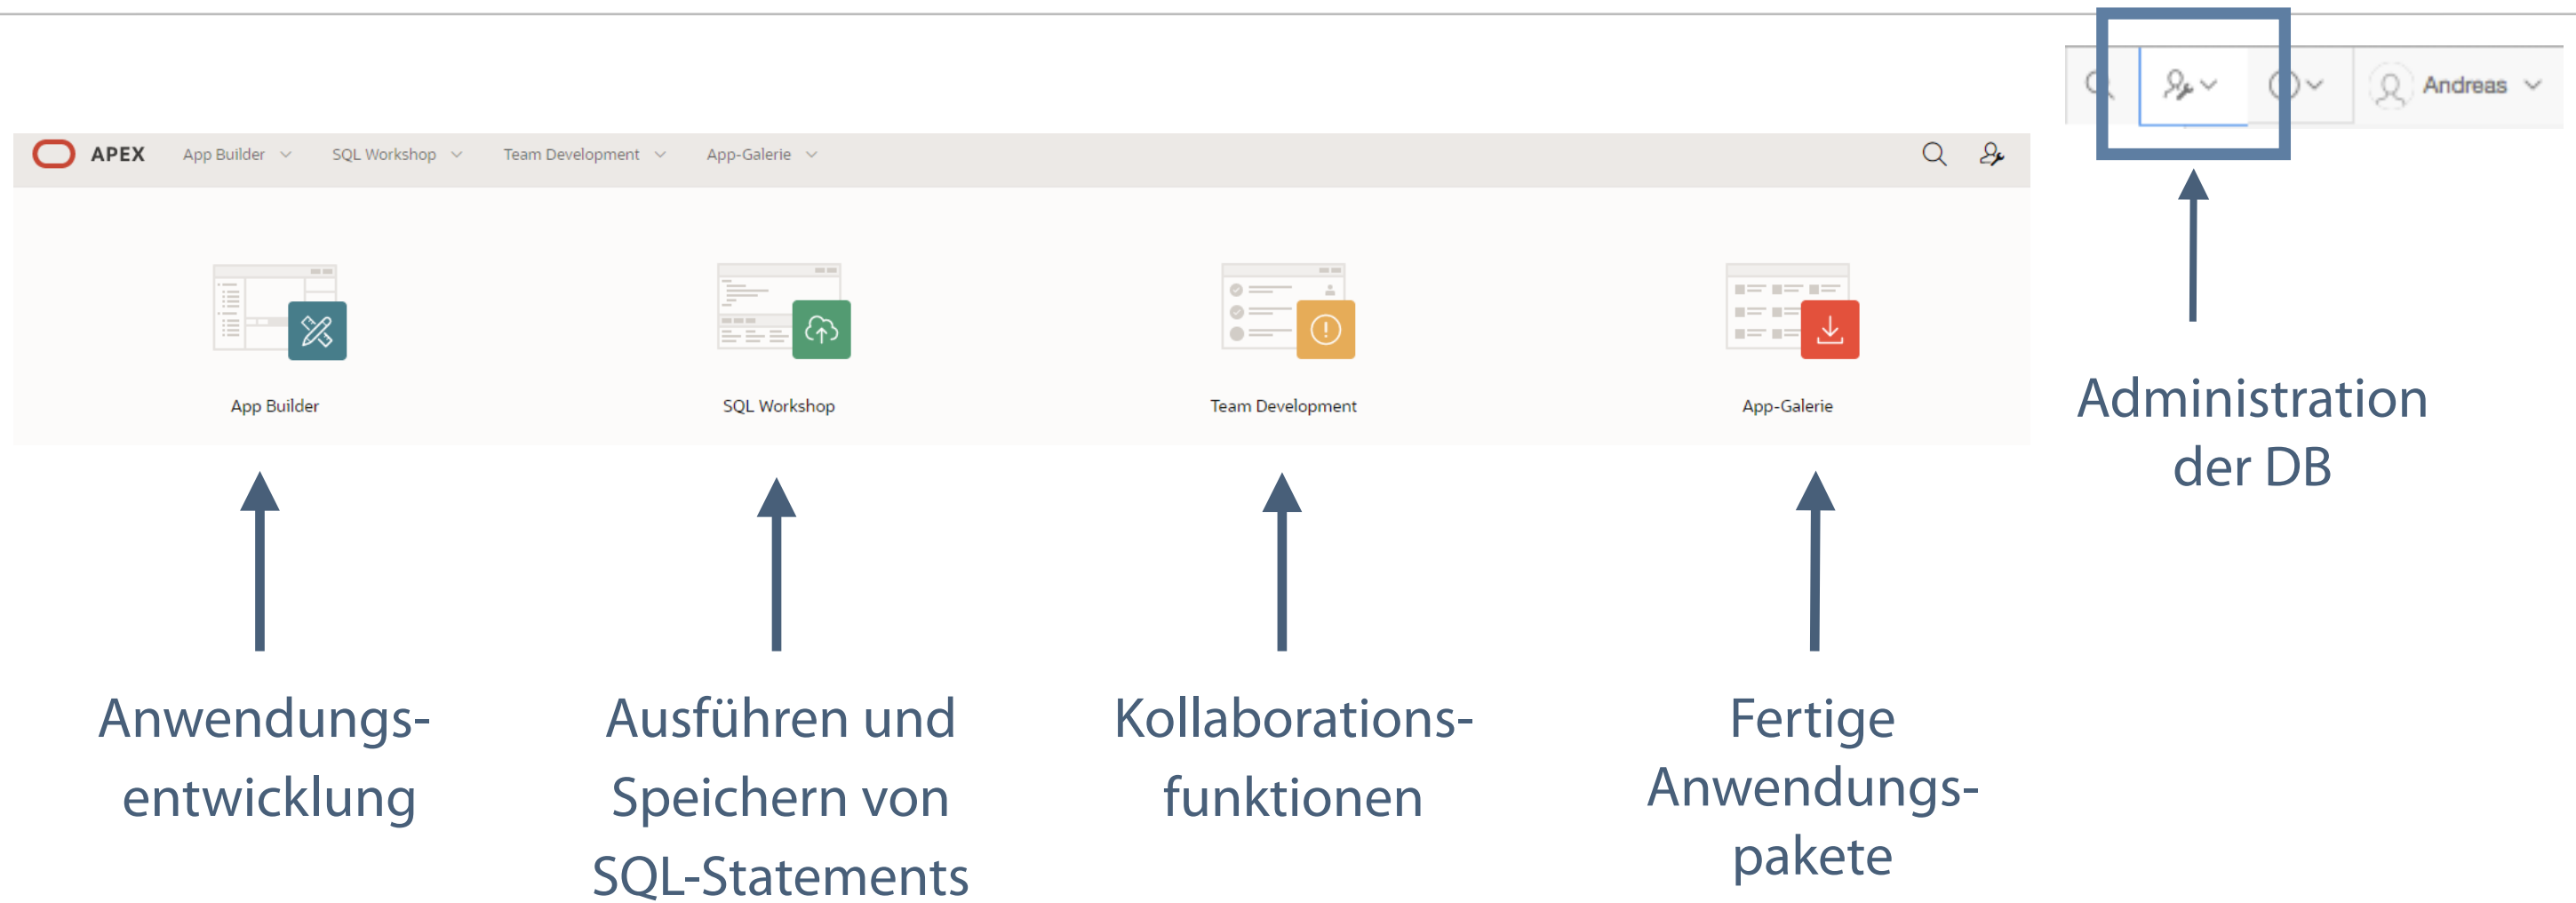 Andreas
APEX App Builder SQL Workshop Team Development App-Galerie
App Builder
SQL Workshop
Team Development
App-Galerie
Administration
der DB
Anwendungs-
entwicklung
Ausführen und
Speichern von
SQL-Statements
Kollaborations-
funktionen
Fertige
Anwendungs-
pakete